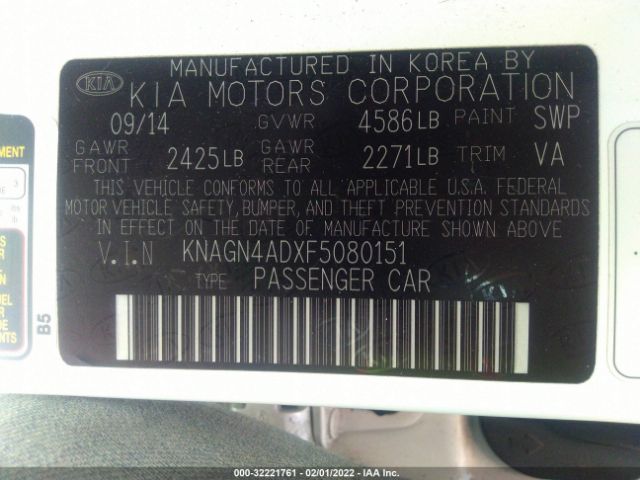 MANUFACTURED IN KOREA BY
KIA KIA MOTORS CORPORATION
09/14 GVWR 4586LB PAINT SWP
GAWR FRONT 2425LB GAWR REAR 2271LB TRIM VA
THIS VEHICLE CONFORMS TO ALL APPLICABLE U.S.A. FEDERAL
MOTOR VEHICLE SAFETY, BUMPER, AND THEFT PREVENTION STANDARDS
IN EFFECT ON THE DATE OF MANUFACTURE SHOWN ABOVE.
V.I.N KNAGN4ADXF5080151
TYPE PASSENGER CAR
B5
000-32221761 - 02/01/2022 - IAA Inc.